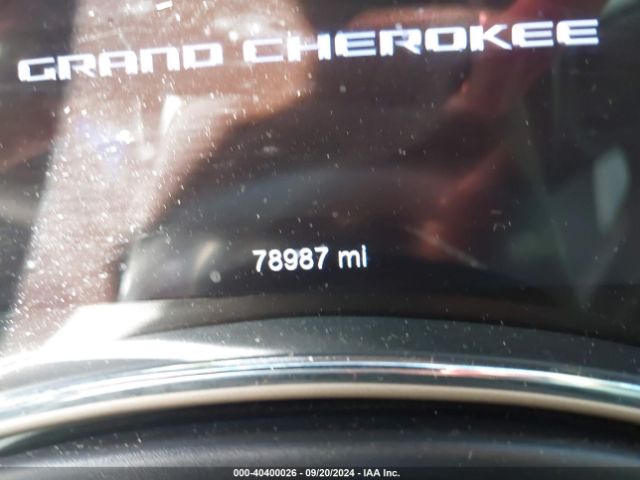 GRAND CHEROKEE
78987 mi
000-40400026 - 09/20/2024 - IAA Inc.